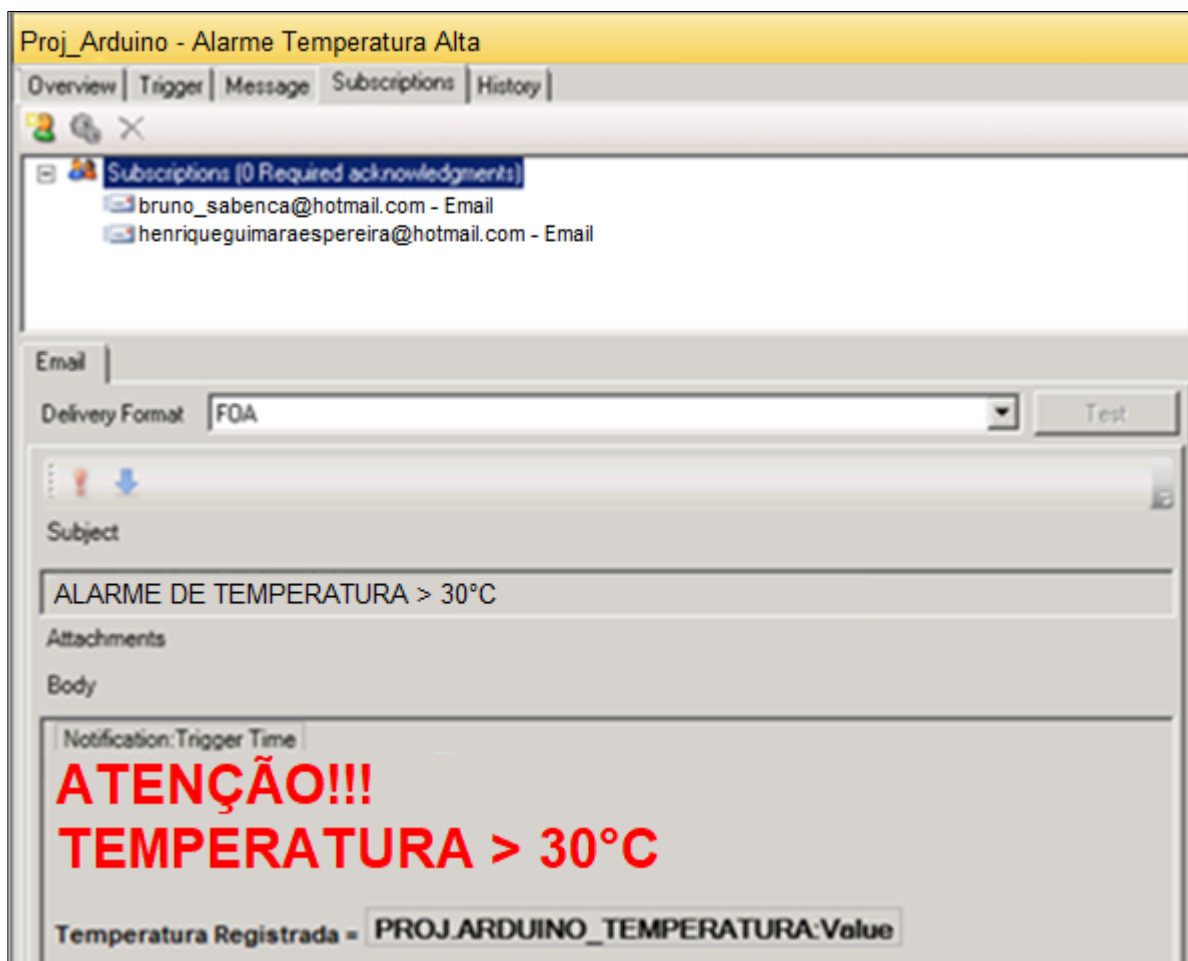 Proj_Arduino - Alarme Temperatura Alta
Overview Trigger Message Subscriptions History
Subscriptions (0 Required acknowledgments)
bruno_sabenca@hotmail.com - Email
henriqueguimaraespereira@hotmail.com - Email
Email
Delivery Format FOA Test
Subject
ALARME DE TEMPERATURA > 30°C
Attachments
Body
Notification:Trigger Time
ATENÇÃO!!!
TEMPERATURA > 30°C
Temperatura Registrada = PROJ.ARDUINO_TEMPERATURA:Value